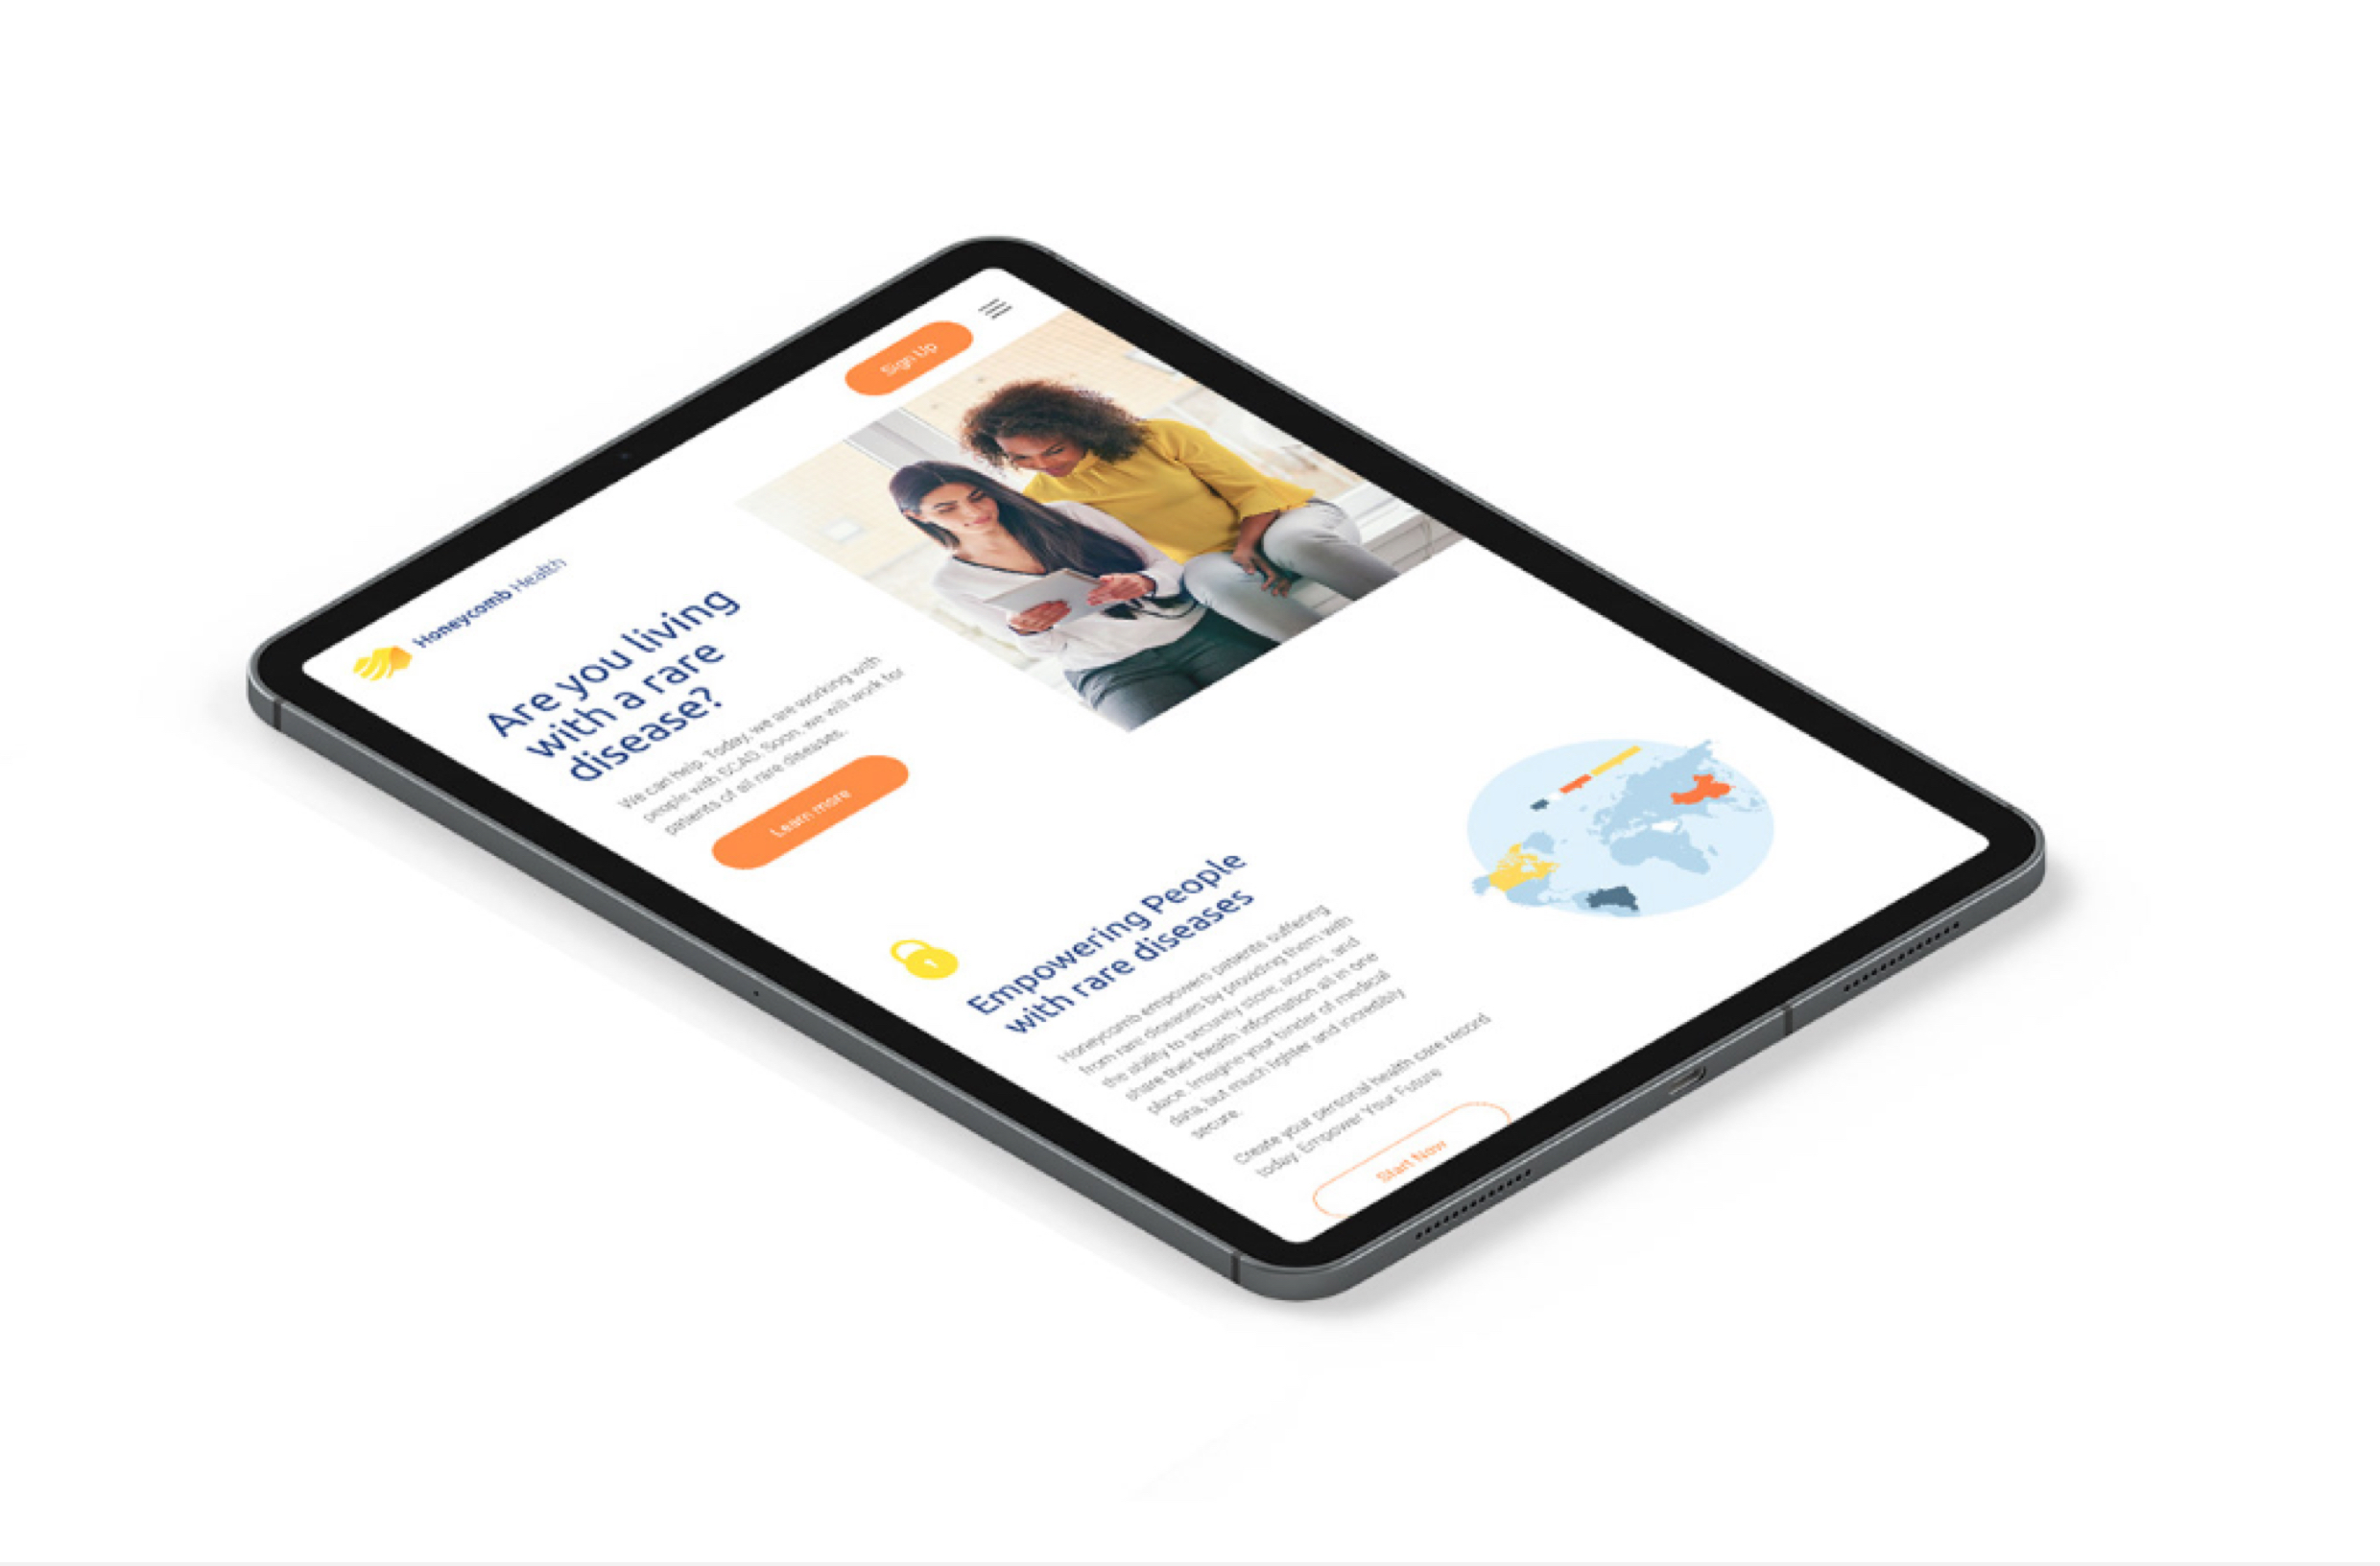 Honeycomb Health
Sign Up
Are you living
with a rare
disease?
We can help. Today, we are working with
people with SCAD. Soon, we will work for
patients of all rare diseases.
Learn more
Empowering People
with rare diseases
Honeycomb empowers patients suffering
from rare diseases by providing them with
the ability to securely store, access, and
share their health information all in one
place. Imagine your binder of medical
data, but much lighter and incredibly
secure.
Create your personal health care record
today. Empower Your Future
Start Now